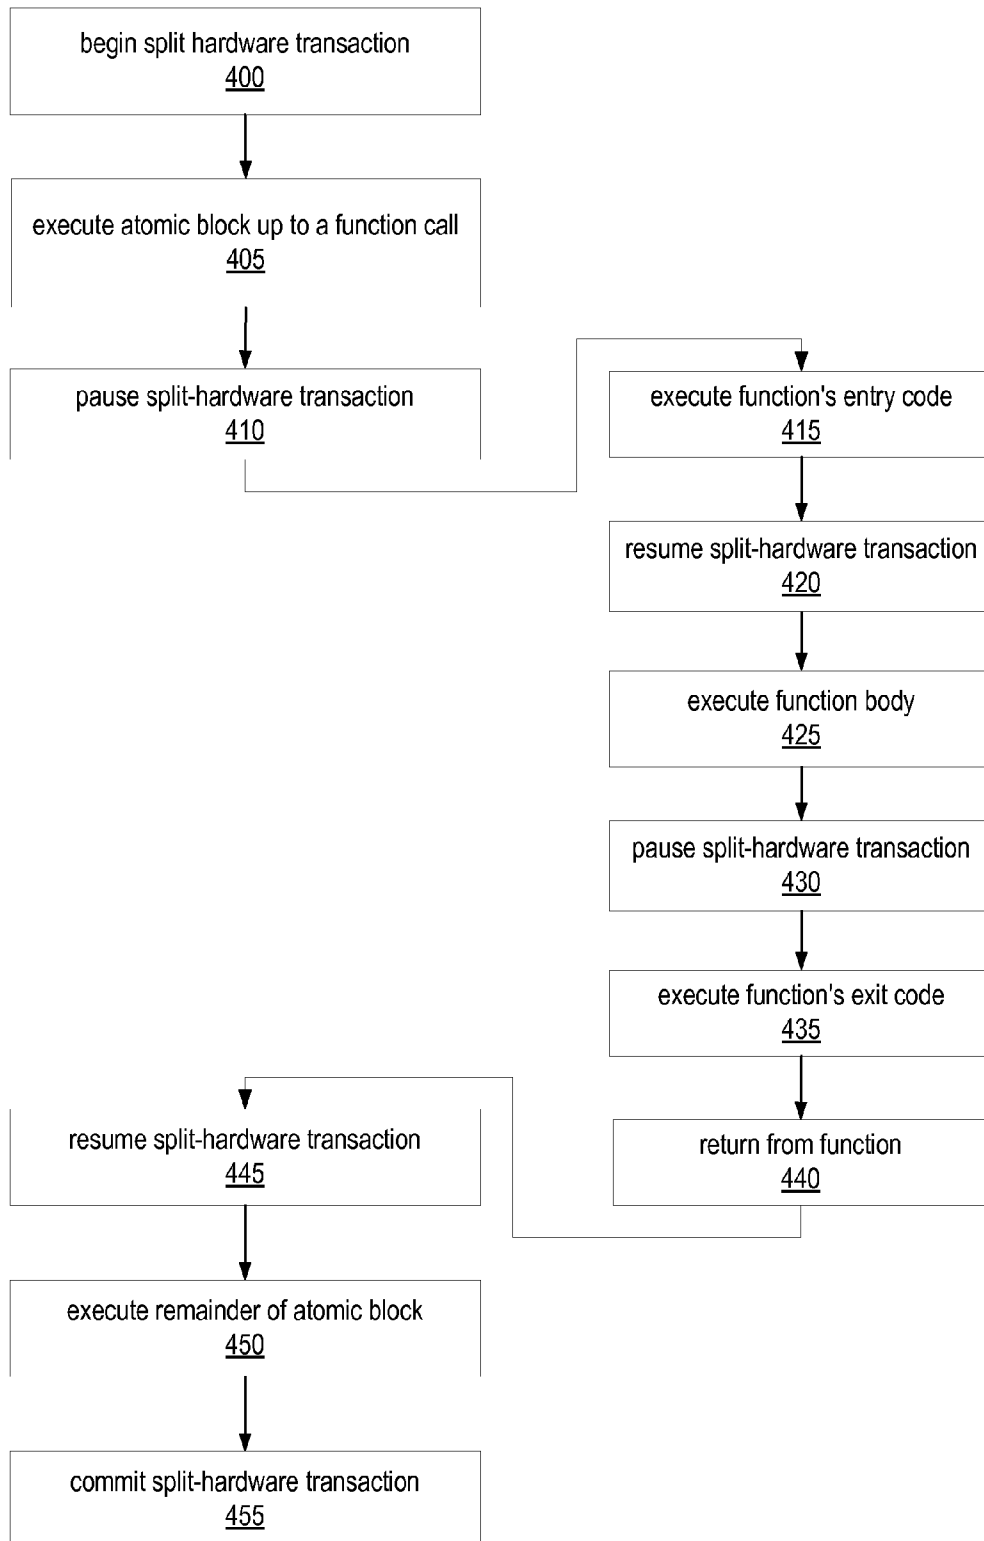 begin split hardware transaction
400
execute atomic block up to a function call
405
pause split-hardware transaction
410
execute function's entry code
415
resume split-hardware transaction
420
execute function body
425
pause split-hardware transaction
430
execute function's exit code
435
return from function
440
resume split-hardware transaction
445
execute remainder of atomic block
450
commit split-hardware transaction
455